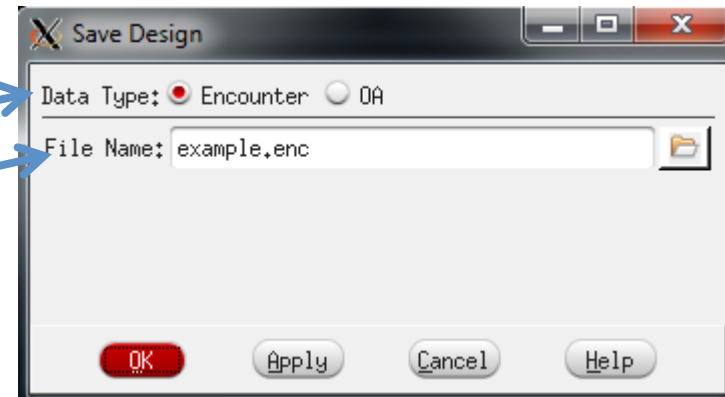 Save Design
Data Type: Encounter OA
File Name: example.enc
OK Apply Cancel Help